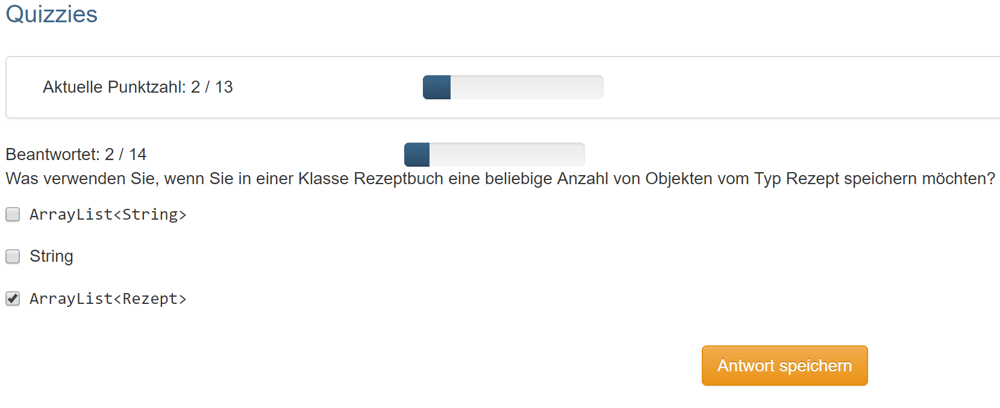 Quizzies
Aktuelle Punktzahl: 2 / 13
Beantwortet: 2 / 14
Was verwenden Sie, wenn Sie in einer Klasse Rezeptbuch eine beliebige Anzahl von Objekten vom Typ Rezept speichern möchten?
ArrayList<String>
String
ArrayList<Rezept>
Antwort speichern